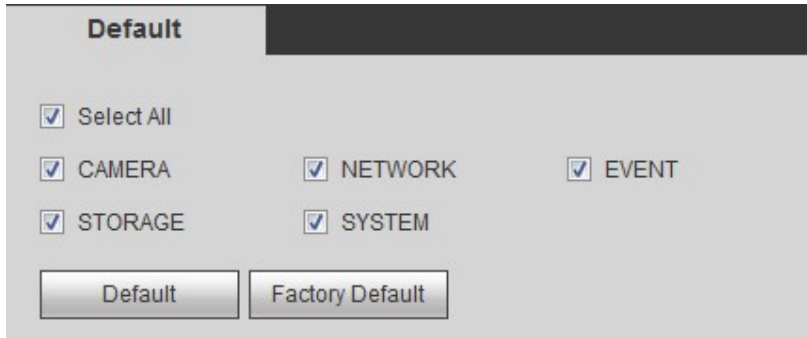 Default
Select All
CAMERA NETWORK EVENT
STORAGE SYSTEM
Default Factory Default